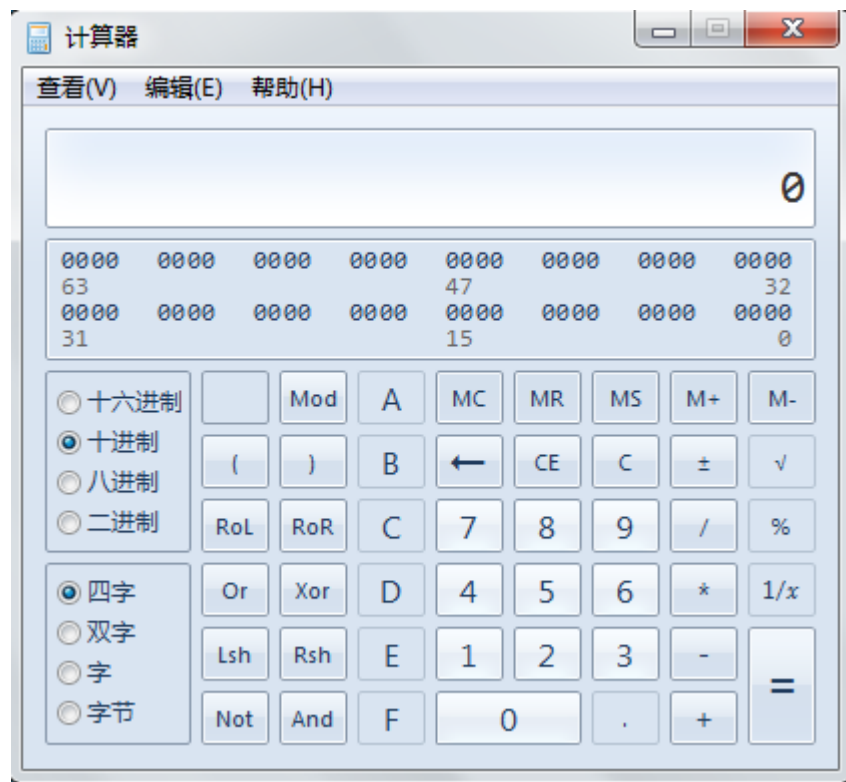 计算器
查看(V) 编辑(E) 帮助(H)
0
0000 0000 0000 0000 0000 0000 0000 0000
63 47 32
0000 0000 0000 0000 0000 0000 0000 0000
31 15 0
十六进制 Mod A MC MR MS M+ M-
十进制
( ) B ← CE C ± √
八进制
二进制 RoL RoR C 7 8 9 / %
四字 Or Xor D 4 5 6 * 1/x
双字
字 Lsh Rsh E 1 2 3 - =
字节 Not And F 0 . +